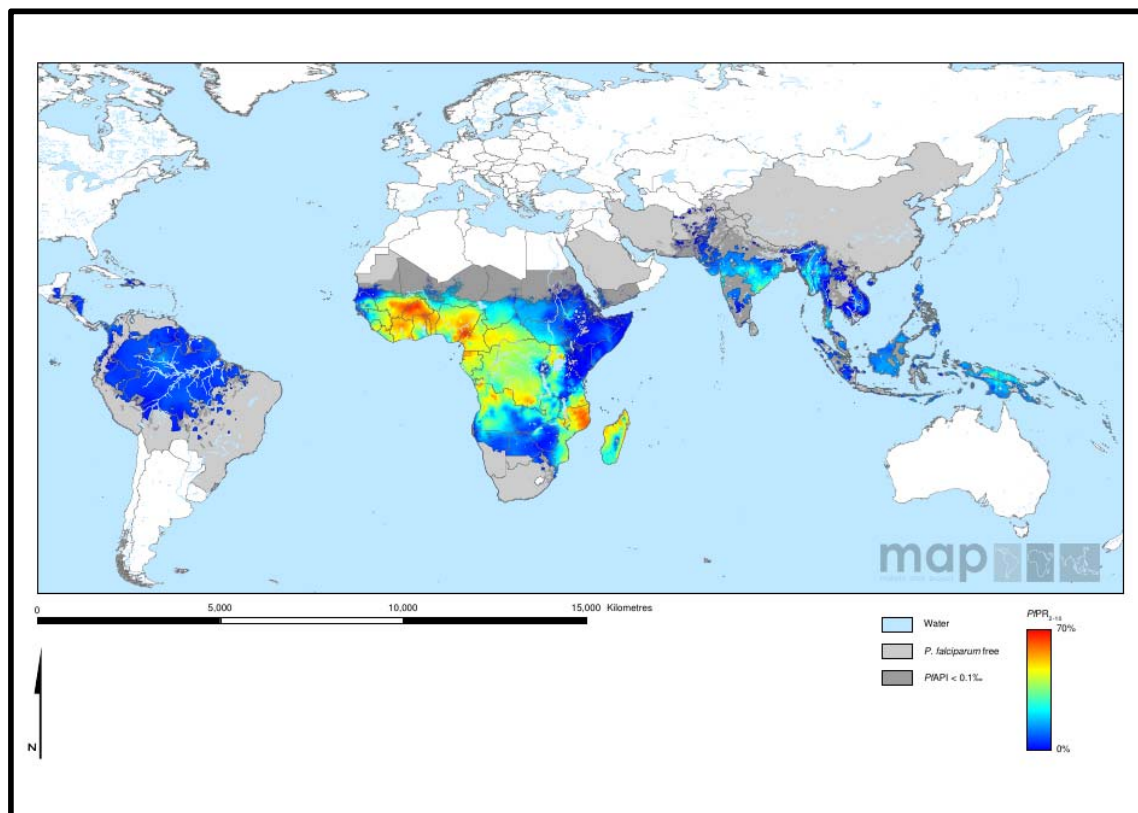 map
0 5,000 10,000 15,000 Kilometres
N
Water
P. falciparum free
PfAPI < 0.1‰
PfPR2-10
70%
0%